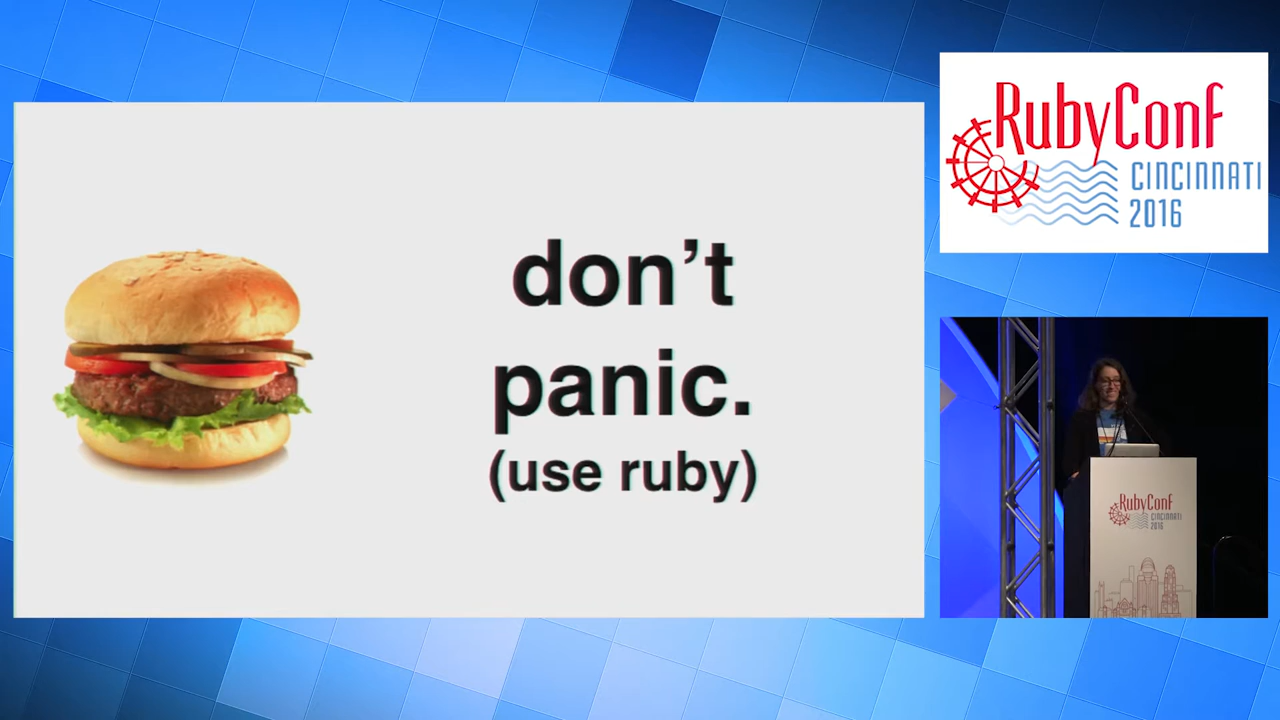 don't
panic.
(use ruby)
RubyConf
CINCINNATI
2016
RubyConf
CINCINNATI
2016